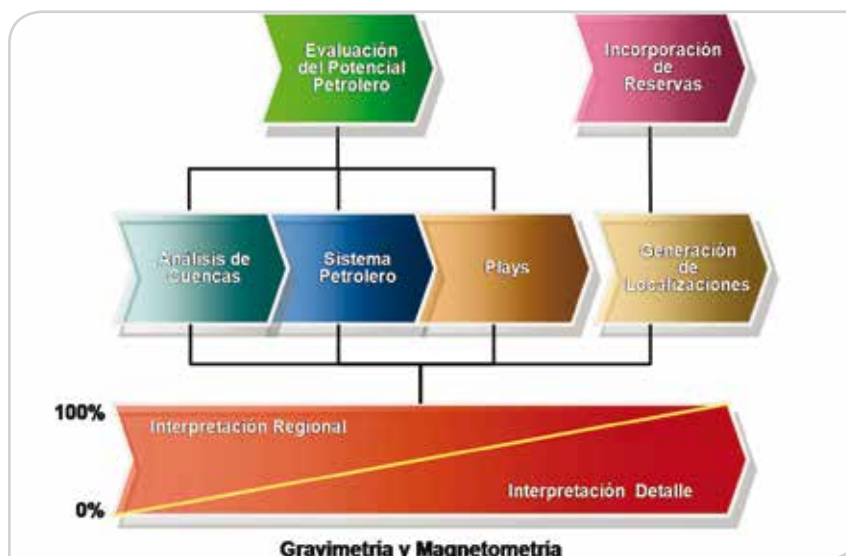 Evaluación
del Potencial
Petrolero
Incorporación
de
Reservas
Análisis de
Cuencas
Sistema
Petrolero
Plays
Generación
de
Localizaciones
100%
Interpretación Regional
Interpretación Detalle
0%
Gravimetría y Magnetometría